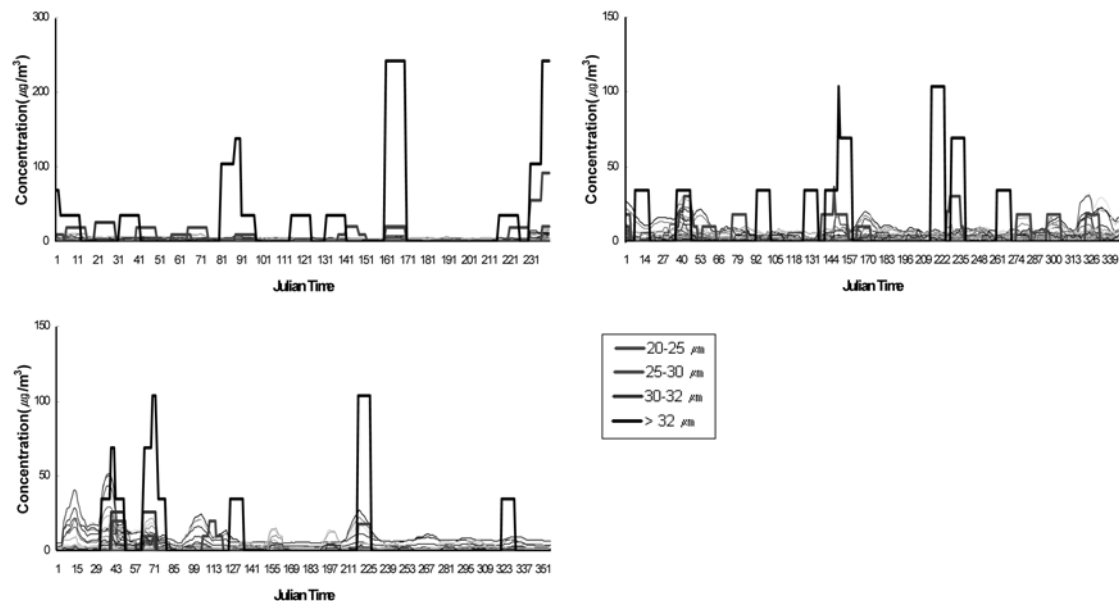 300
200
100
0
Concentration(㎍/m³)
1 11 21 31 41 51 61 71 81 91 101 111 121 131 141 151 161 171 181 191 201 211 221 231
Julian Time
150
100
50
0
Concentration(㎍/m³)
1 14 27 40 53 66 79 92 105 118 131 144 157 170 183 196 209 222 235 248 261 274 287 300 313 326 339
Julian Time
150
100
50
0
Concentration(㎍/m³)
1 15 29 43 57 71 85 99 113 127 141 155 169 183 197 211 225 239 253 267 281 295 309 323 337 351
Julian Time
20-25 ㎛
25-30 ㎛
30-32 ㎛
> 32 ㎛